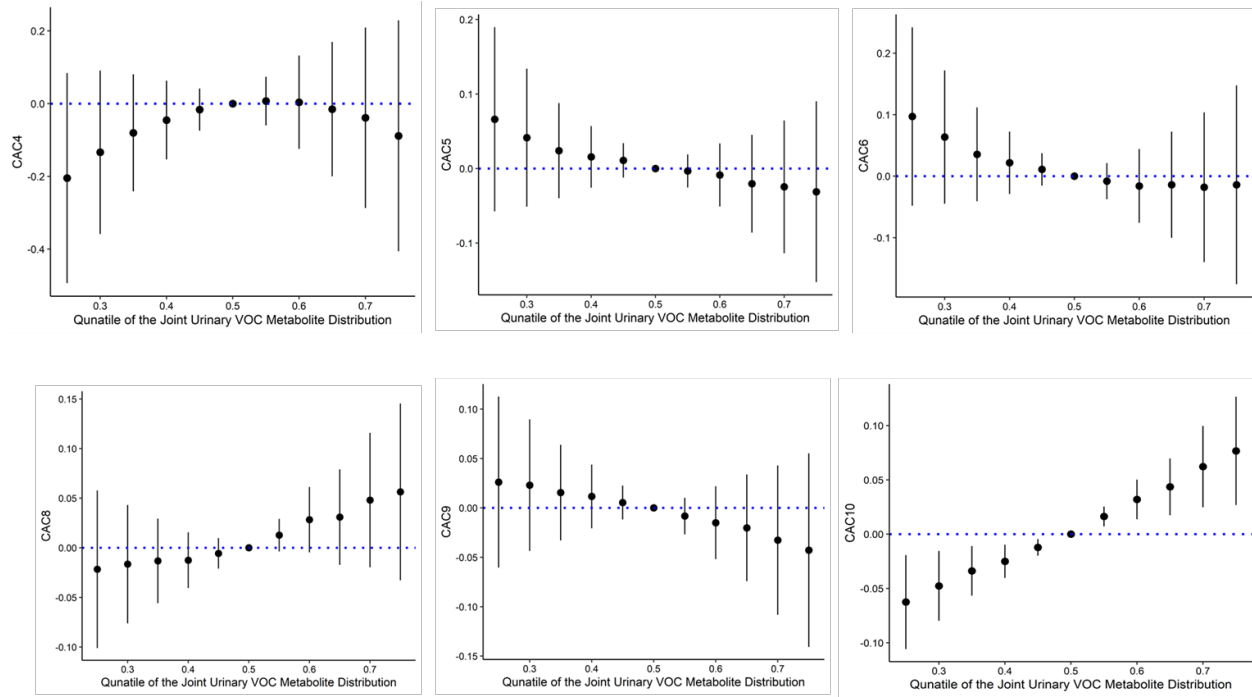 0.2
0.0
-0.2
-0.4
CAC4
0.3 0.4 0.5 0.6 0.7
Qunatile of the Joint Urinary VOC Metabolite Distribution
0.2
0.1
0.0
-0.1
CAC5
0.3 0.4 0.5 0.6 0.7
Qunatile of the Joint Urinary VOC Metabolite Distribution
0.2
0.1
0.0
-0.1
CAC6
0.3 0.4 0.5 0.6 0.7
Qunatile of the Joint Urinary VOC Metabolite Distribution
0.15
0.10
0.05
0.00
-0.05
-0.10
CAC8
0.3 0.4 0.5 0.6 0.7
Qunatile of the Joint Urinary VOC Metabolite Distribution
0.10
0.05
0.00
-0.05
-0.10
-0.15
CAC9
0.3 0.4 0.5 0.6 0.7
Qunatile of the Joint Urinary VOC Metabolite Distribution
0.10
0.05
0.00
-0.05
-0.10
CAC10
0.3 0.4 0.5 0.6 0.7
Qunatile of the Joint Urinary VOC Metabolite Distribution